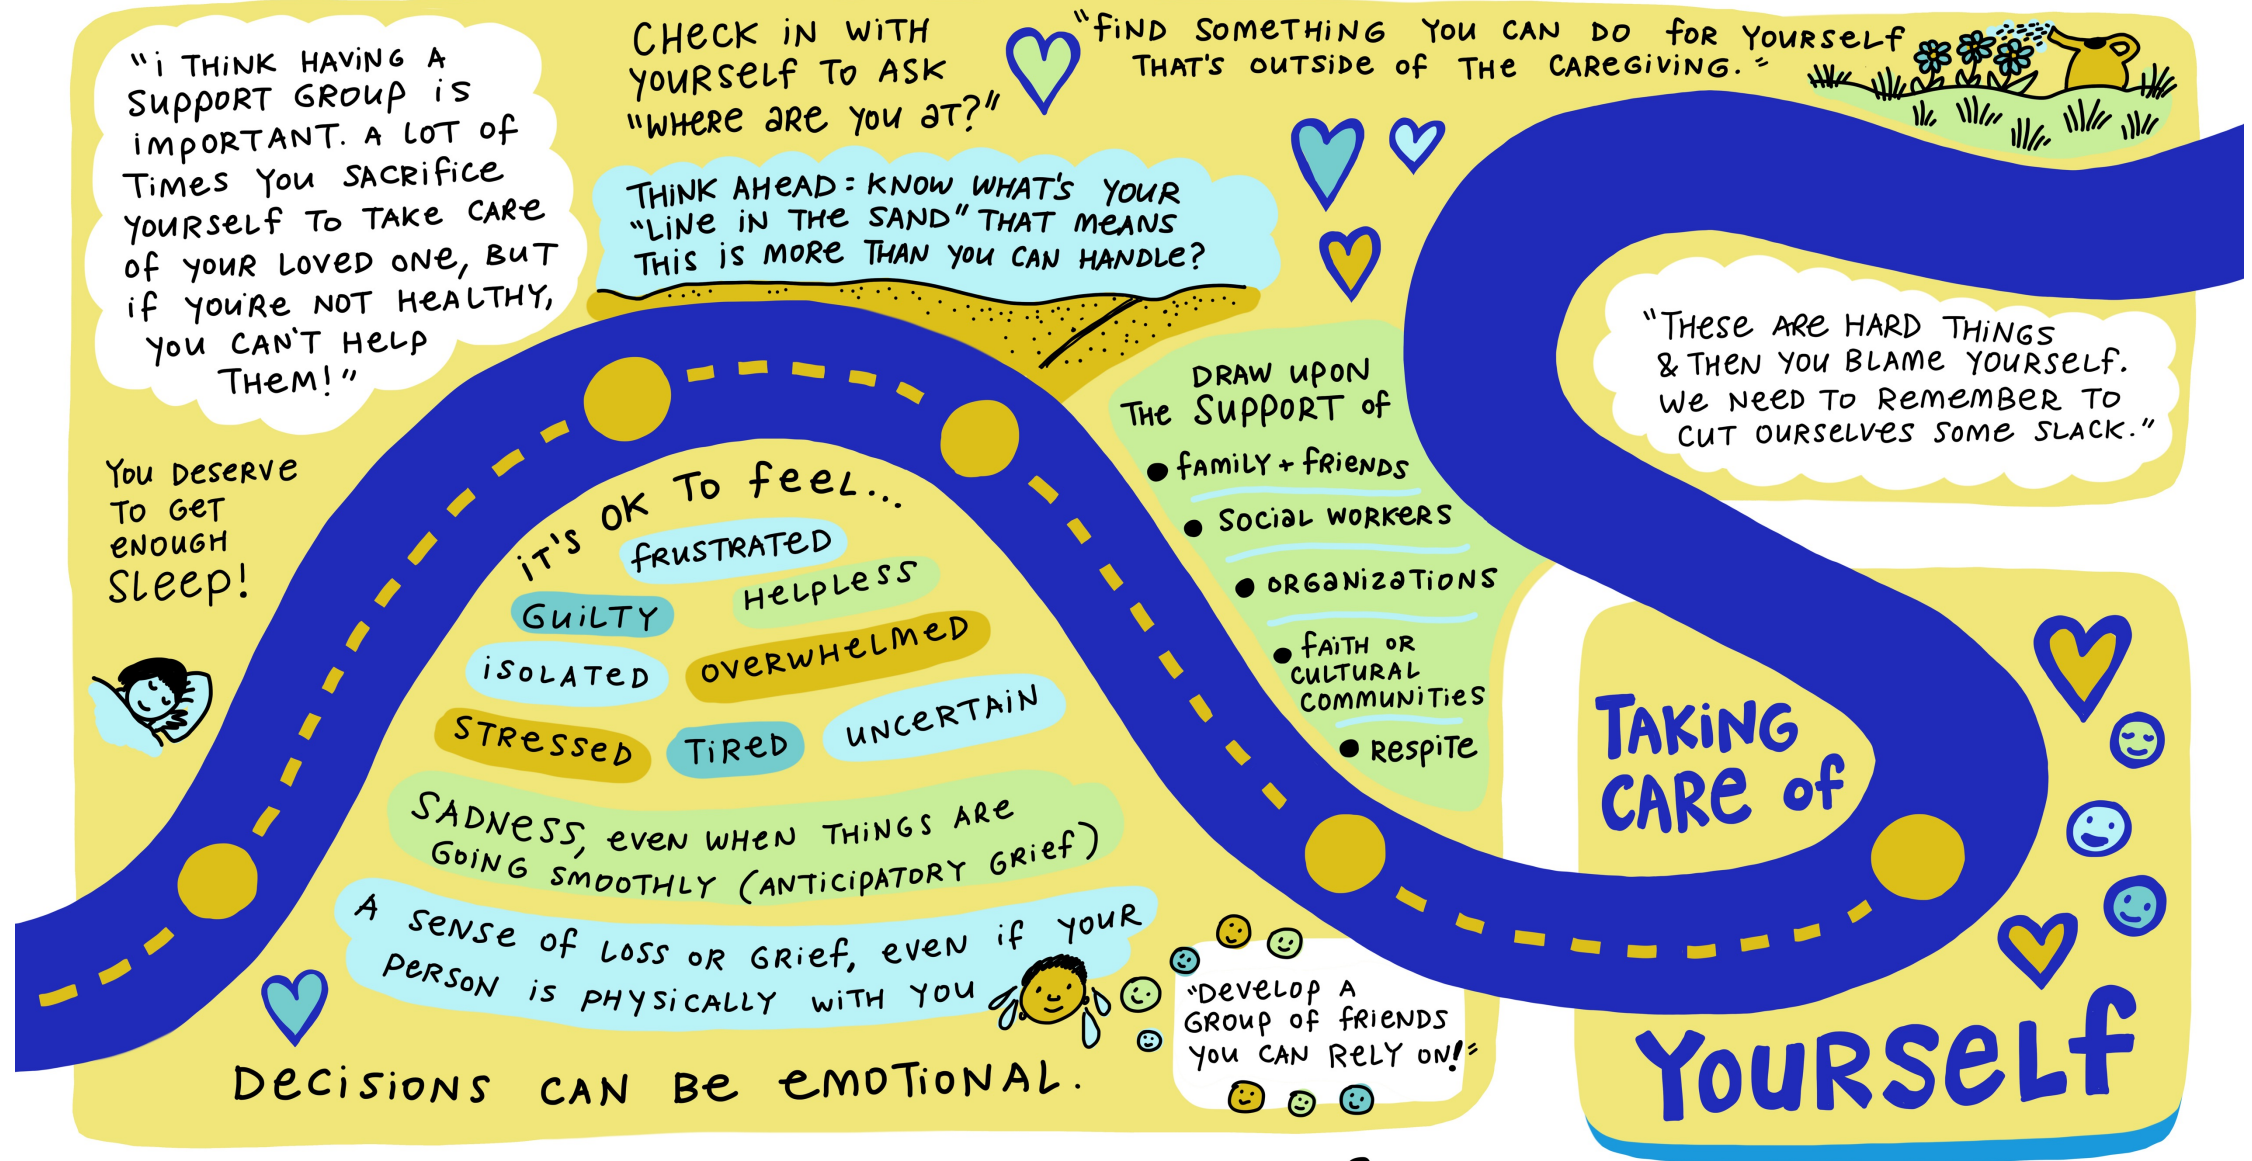 "i THINK HAVING A
SUPPORT GROUP is
iMPORTANT. A LOT OF
TIMES YOU SACRIFICE
YOURSELF TO TAKE CARE
OF YOUR LOVED ONE, BUT
if YOU'RE NOT HEALTHY,
YOU CAN'T HELP
THEM!"
CHECK iN WITH
YOURSELF TO ASK
"WHERE ARE YOU AT?"
"FIND SOMETHING YOU CAN DO FOR YOURSELF
THAT'S OUTSIDE OF THE CAREGIVING."
THINK AHEAD: KNOW WHAT'S YOUR
"LINE IN THE SAND" THAT MEANS
THIS IS MORE THAN YOU CAN HANDLE?
"THESE ARE HARD THINGS
& THEN YOU BLAME YOURSELF.
WE NEED TO REMEMBER TO
CUT OURSELVES SOME SLACK."
DRAW UPON
THE SUPPORT OF
● FAMILY + FRIENDS
● SOCIAL WORKERS
● ORGANIZATIONS
● FAITH OR
CULTURAL
COMMUNITIES
● RESPITE
YOU DESERVE
TO GET
ENOUGH
SLEEP!
IT'S OK TO FEEL...
FRUSTRATED
HELPLESS
GUILTY
OVERWHELMED
ISOLATED
UNCERTAIN
STRESSED
TIRED
SADNESS, EVEN WHEN THINGS ARE
GOING SMOOTHLY (ANTICIPATORY GRIEF)
A SENSE OF LOSS OR GRIEF, EVEN IF YOUR
PERSON IS PHYSICALLY WITH YOU
DECISIONS CAN BE EMOTIONAL.
"DEVELOP A
GROUP OF FRIENDS
YOU CAN RELY ON!"
TAKING
CARE OF
YOURSELF